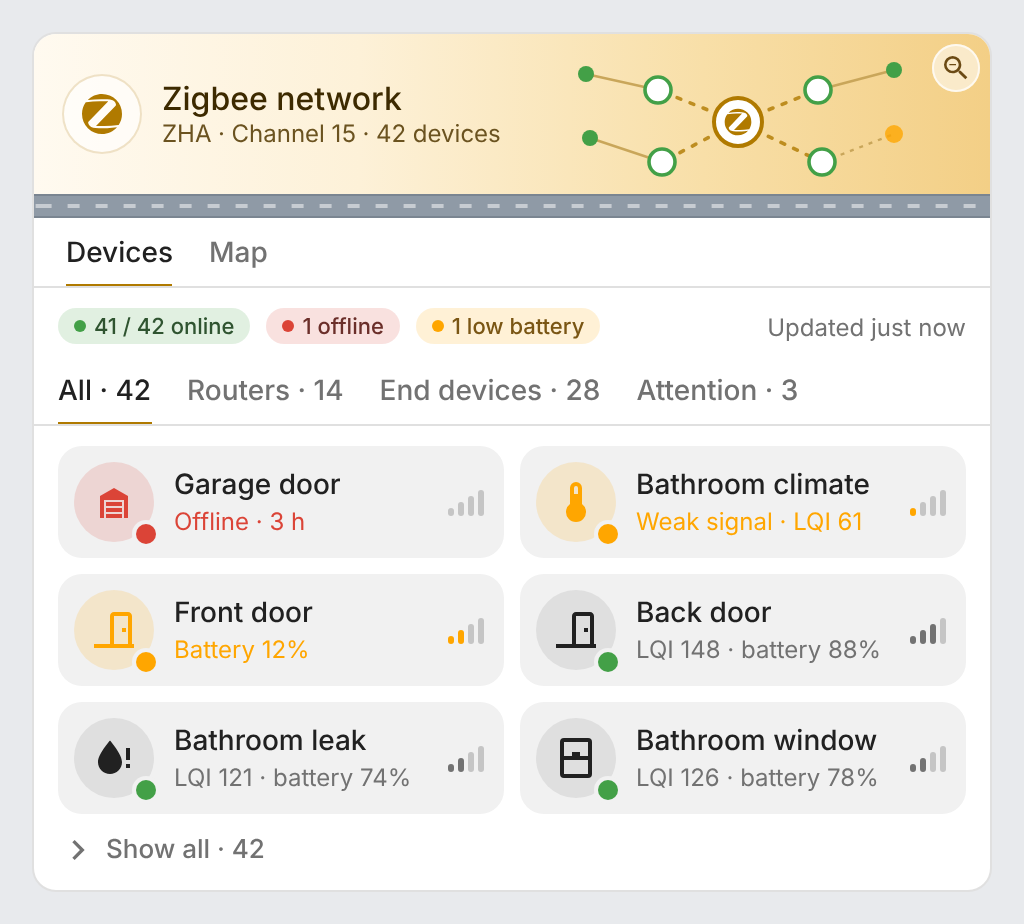 Zigbee network
ZHA · Channel 15 · 42 devices
Devices
Map
41 / 42 online
1 offline
1 low battery
Updated just now
All · 42
Routers · 14
End devices · 28
Attention · 3
Garage door
Offline · 3 h
Bathroom climate
Weak signal · LQI 61
Front door
Battery 12%
Back door
LQI 148 · battery 88%
Bathroom leak
LQI 121 · battery 74%
Bathroom window
LQI 126 · battery 78%
Show all · 42